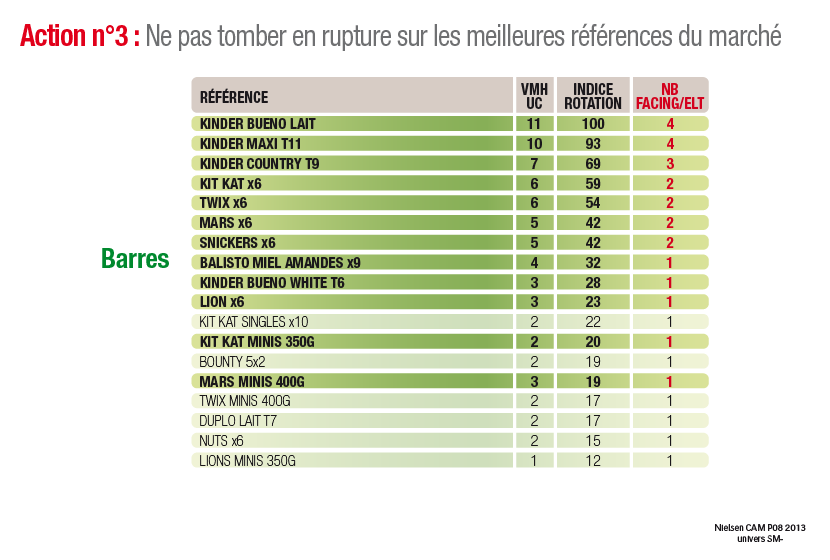 Action n°3 : Ne pas tomber en rupture sur les meilleures références du marché
RÉFÉRENCE VMH UC INDICE ROTATION NB FACING/ELT
KINDER BUENO LAIT 11 100 4
KINDER MAXI T11 10 93 4
KINDER COUNTRY T9 7 69 3
KIT KAT x6 6 59 2
TWIX x6 6 54 2
MARS x6 5 42 2
SNICKERS x6 5 42 2
Barres
BALISTO MIEL AMANDES x9 4 32 1
KINDER BUENO WHITE T6 3 28 1
LION x6 3 23 1
KIT KAT SINGLES x10 2 22 1
KIT KAT MINIS 350G 2 20 1
BOUNTY 5x2 2 19 1
MARS MINIS 400G 3 19 1
TWIX MINIS 400G 2 17 1
DUPLO LAIT T7 2 17 1
NUTS x6 2 15 1
LIONS MINIS 350G 1 12 1
Nielsen CAM P08 2013
univers SM-